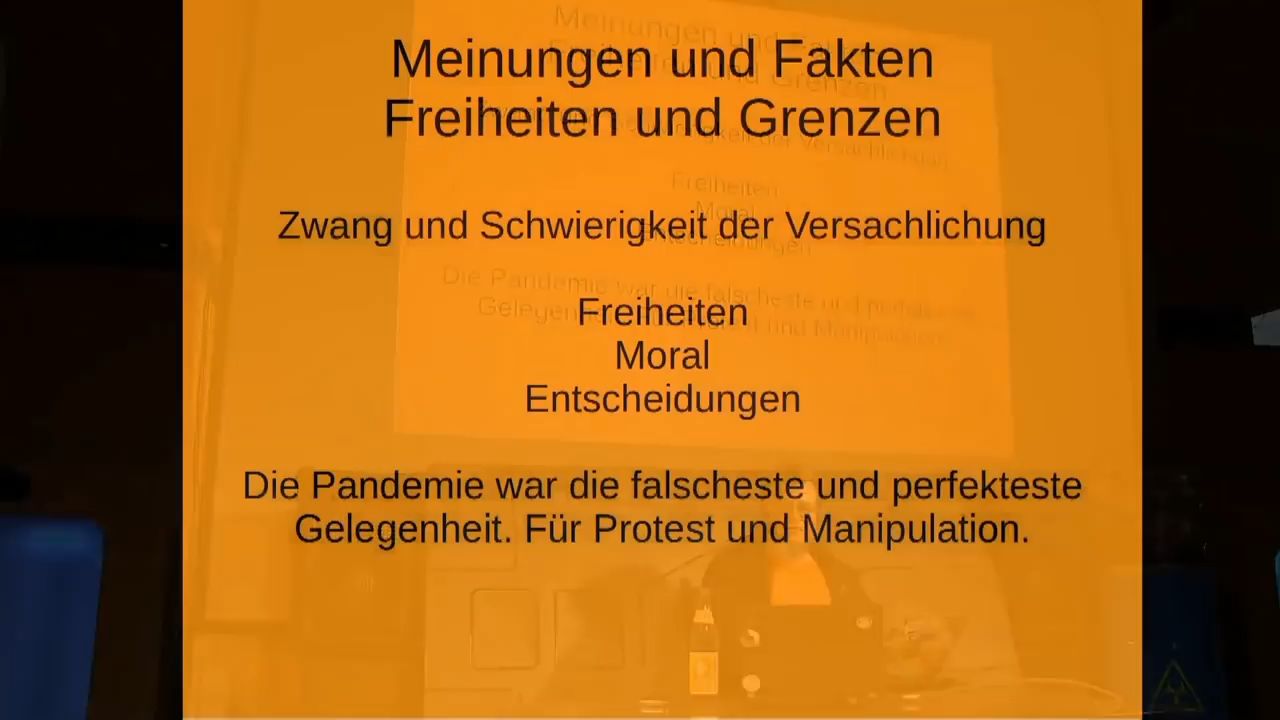 Meinungen und Fakten
Freiheiten und Grenzen
Zwang und Schwierigkeit der Versachlichung
Freiheiten
Moral
Entscheidungen
Die Pandemie war die falscheste und perfekteste
Gelegenheit. Für Protest und Manipulation.